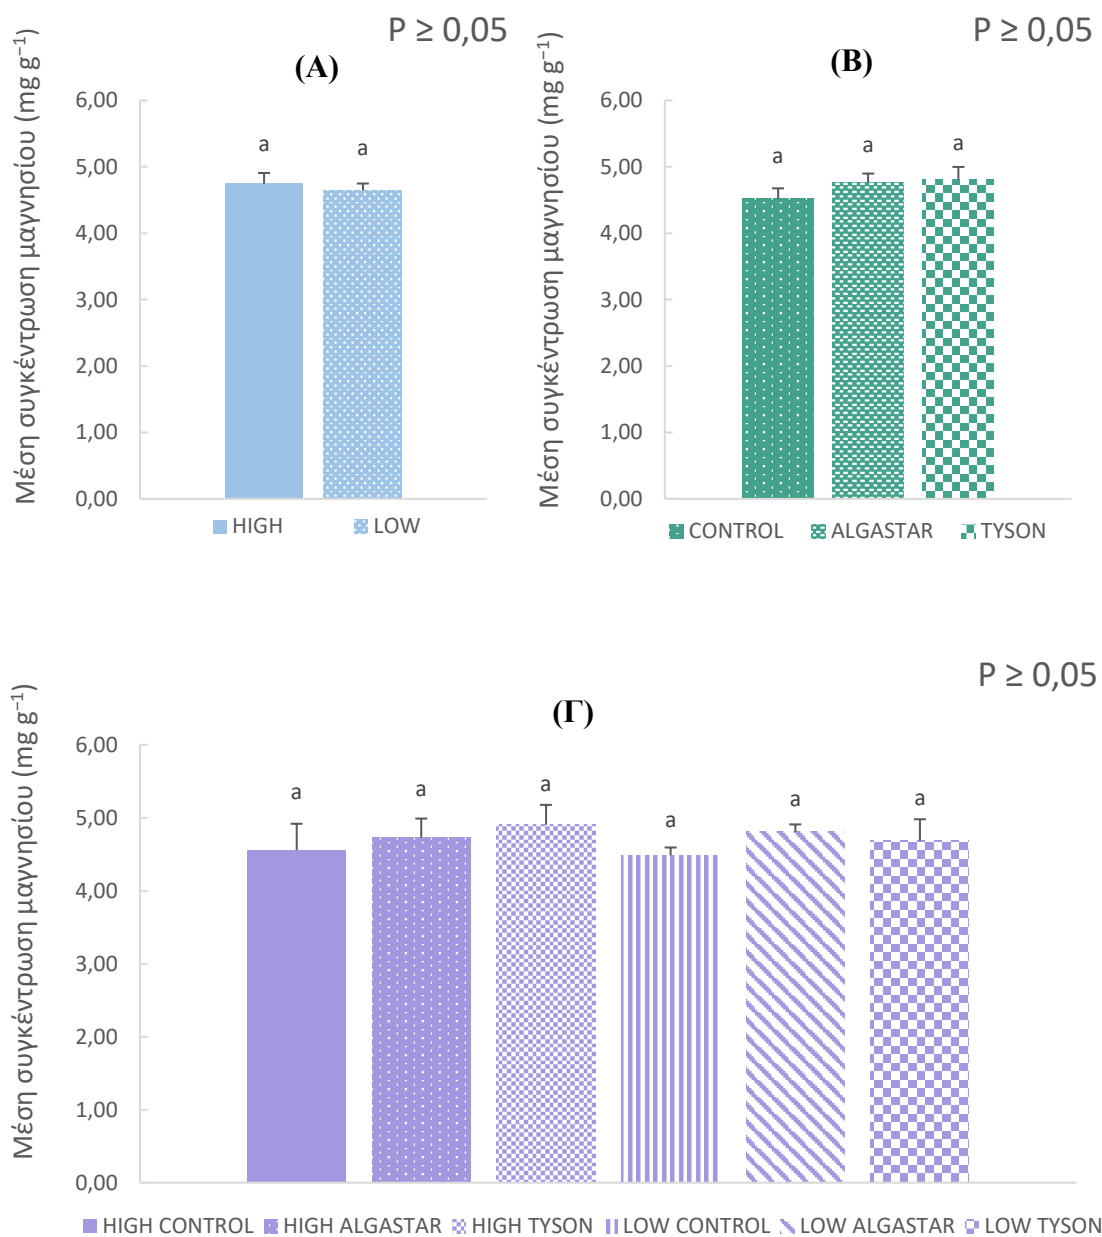 P ≥ 0,05
(A)
Μέση συγκέντρωση μαγνησίου (mg g⁻¹)
6,00
5,00
4,00
3,00
2,00
1,00
0,00
a
a
HIGH
LOW
P ≥ 0,05
(B)
Μέση συγκέντρωση μαγνησίου (mg g⁻¹)
6,00
5,00
4,00
3,00
2,00
1,00
0,00
a
a
a
CONTROL
ALGASTAR
TYSON
P ≥ 0,05
(Γ)
Μέση συγκέντρωση μαγνησίου (mg g⁻¹)
6,00
5,00
4,00
3,00
2,00
1,00
0,00
a
a
a
a
a
a
HIGH CONTROL
HIGH ALGASTAR
HIGH TYSON
LOW CONTROL
LOW ALGASTAR
LOW TYSON